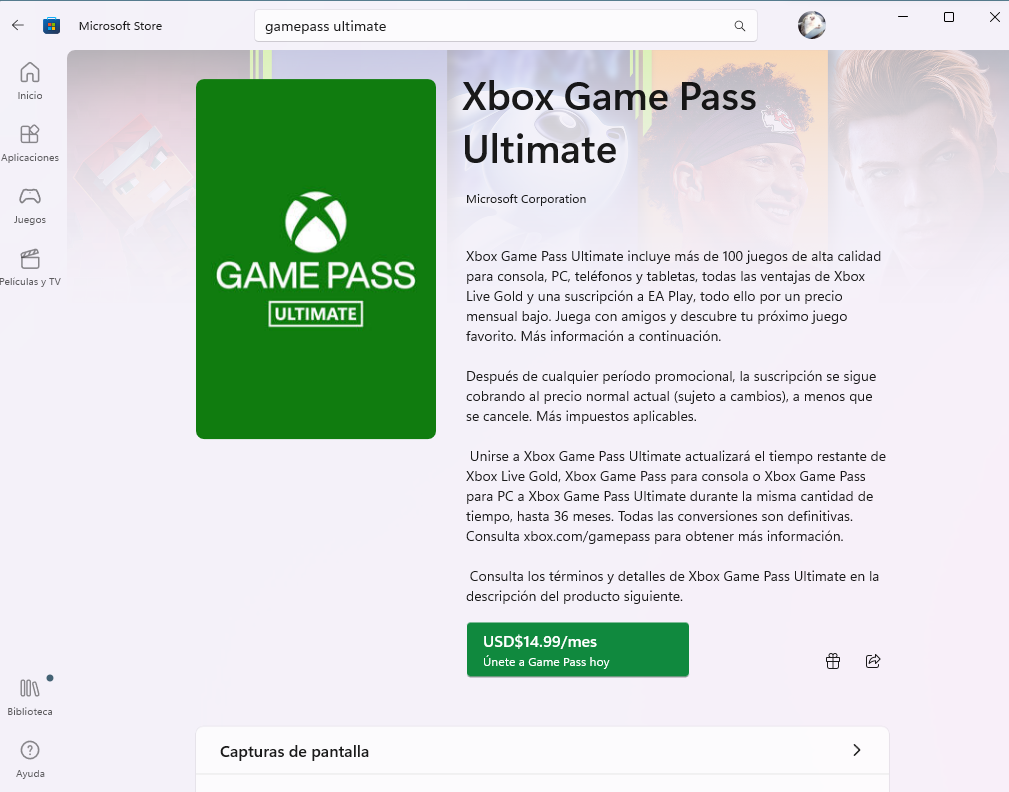 Microsoft Store
gamepass ultimate
Inicio
Aplicaciones
Juegos
Películas y TV
GAME PASS
ULTIMATE
Xbox Game Pass
Ultimate
Microsoft Corporation
Xbox Game Pass Ultimate incluye más de 100 juegos de alta calidad
para consola, PC, teléfonos y tabletas, todas las ventajas de Xbox
Live Gold y una suscripción a EA Play, todo ello por un precio
mensual bajo. Juega con amigos y descubre tu próximo juego
favorito. Más información a continuación.
Después de cualquier período promocional, la suscripción se sigue
cobrando al precio normal actual (sujeto a cambios), a menos que
se cancele. Más impuestos aplicables.
Unirse a Xbox Game Pass Ultimate actualizará el tiempo restante de
Xbox Live Gold, Xbox Game Pass para consola o Xbox Game Pass
para PC a Xbox Game Pass Ultimate durante la misma cantidad de
tiempo, hasta 36 meses. Todas las conversiones son definitivas.
Consulta xbox.com/gamepass para obtener más información.
Consulta los términos y detalles de Xbox Game Pass Ultimate en la
descripción del producto siguiente.
USD$14.99/mes
Únete a Game Pass hoy
Biblioteca
Ayuda
Capturas de pantalla